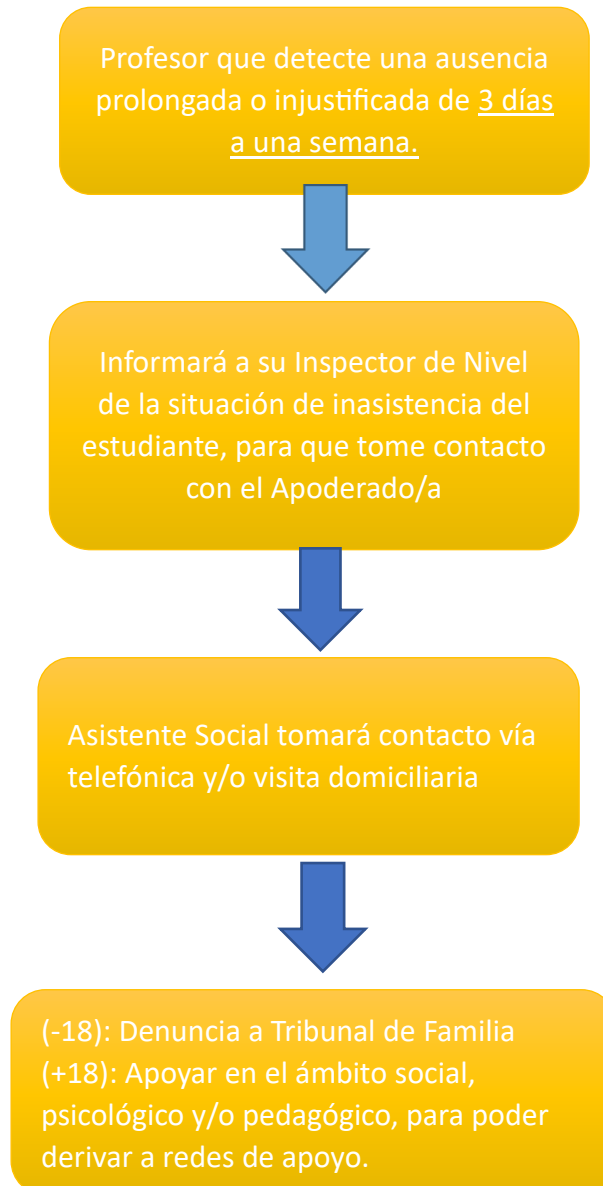 Profesor que detecte una ausencia
prolongada o injustificada de 3 días
a una semana.
Informará a su Inspector de Nivel
de la situación de inasistencia del
estudiante, para que tome contacto
con el Apoderado/a
Asistente Social tomará contacto vía
telefónica y/o visita domiciliaria
(-18): Denuncia a Tribunal de Familia
(+18): Apoyar en el ámbito social,
psicológico y/o pedagógico, para poder
derivar a redes de apoyo.